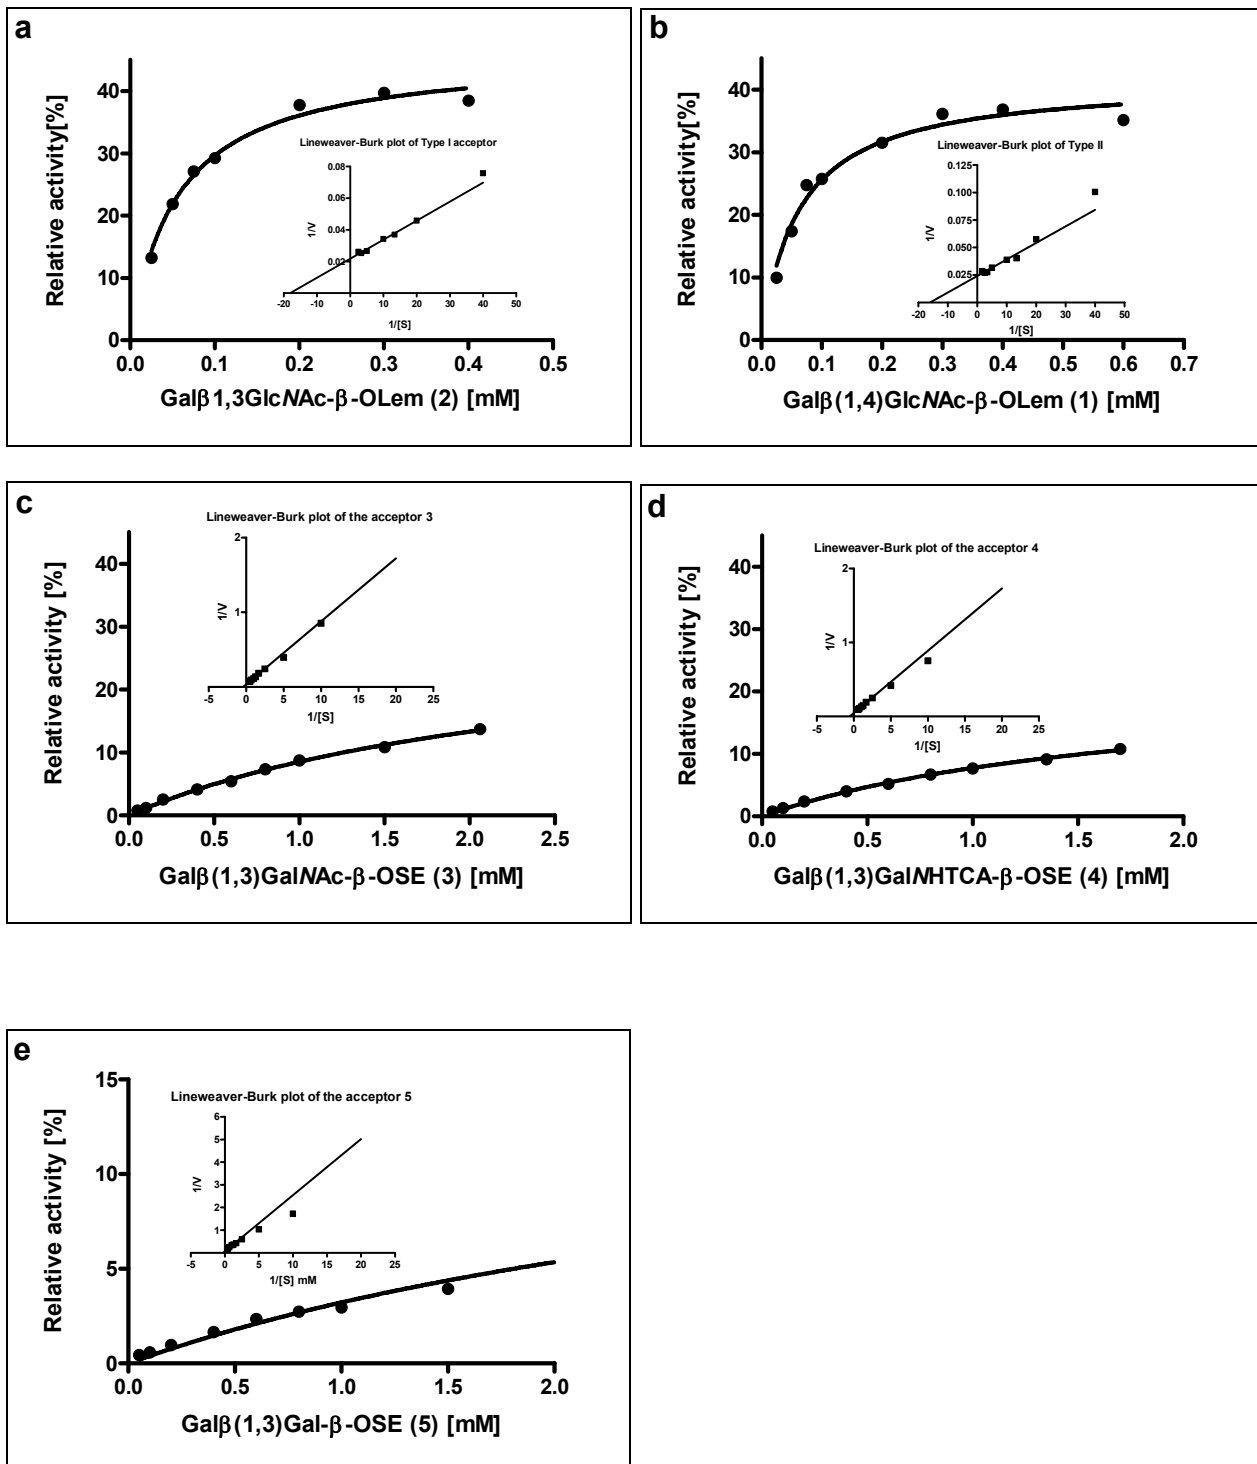 a
Relative activity[%]
40
30
20
10
0
0.0 0.1 0.2 0.3 0.4 0.5
Galβ1,3GlcNAc-β-OLem (2) [mM]
Lineweaver-Burk plot of Type I acceptor
1/V
0.08
0.06
0.04
0.02
-20 -10 0 10 20 30 40 50
1/[S]
b
Relative activity[%]
40
30
20
10
0
0.0 0.1 0.2 0.3 0.4 0.5 0.6 0.7
Galβ(1,4)GlcNAc-β-OLem (1) [mM]
Lineweaver-Burk plot of Type II
1/V
0.125
0.100
0.075
0.050
0.025
-20 -10 0 10 20 30 40 50
1/[S]
c
Relative activity [%]
40
30
20
10
0
0.0 0.5 1.0 1.5 2.0 2.5
Galβ(1,3)GalNAc-β-OSE (3) [mM]
Lineweaver-Burk plot of the acceptor 3
1/V
2
1
-5 0 5 10 15 20 25
1/[S]
d
Relative activity [%]
40
30
20
10
0
0.0 0.5 1.0 1.5 2.0
Galβ(1,3)GalNHTCA-β-OSE (4) [mM]
Lineweaver-Burk plot of the acceptor 4
1/V
2
1
-5 0 5 10 15 20 25
1/[S]
e
Relative activity [%]
15
10
5
0
0.0 0.5 1.0 1.5 2.0
Galβ(1,3)Gal-β-OSE (5) [mM]
Lineweaver-Burk plot of the acceptor 5
1/V
6
5
4
3
2
1
-5 0 5 10 15 20 25
1/[S] mM